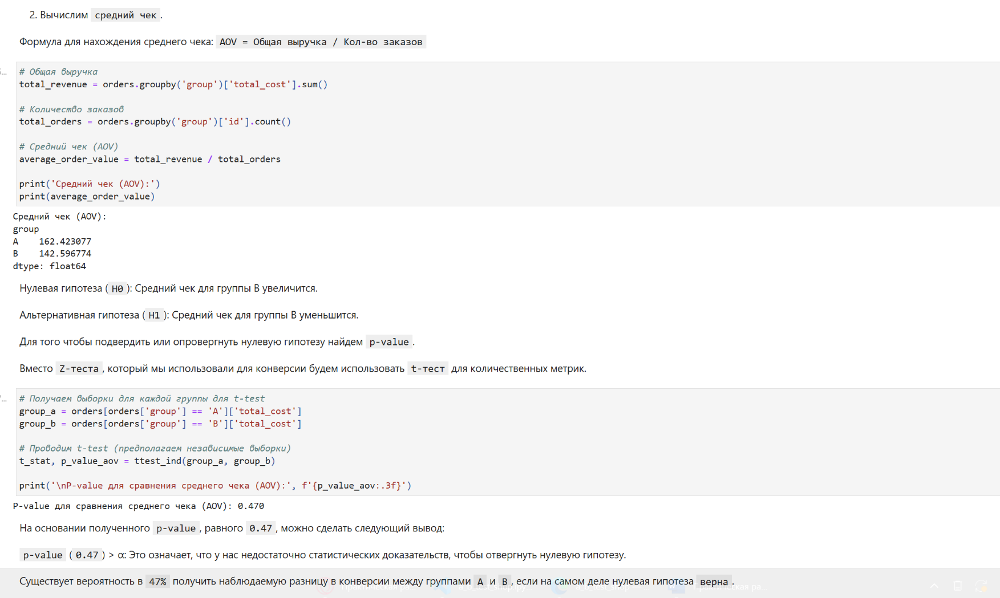 2. Вычислим средний чек.
Формула для нахождения среднего чека: AOV = Общая выручка / Кол-во заказов
# Общая выручка
total_revenue = orders.groupby('group')['total_cost'].sum()
# Количество заказов
total_orders = orders.groupby('group')['id'].count()
# Средний чек (AOV)
average_order_value = total_revenue / total_orders
print('Средний чек (AOV):')
print(average_order_value)
Средний чек (AOV):
group
A    162.423077
B    142.596774
dtype: float64
Нулевая гипотеза (H0): Средний чек для группы B увеличится.
Альтернативная гипотеза (H1): Средний чек для группы B уменьшится.
Для того чтобы подвердить или опровергнуть нулевую гипотезу найдем p-value.
Вместо Z-теста, который мы использовали для конверсии будем использовать t-тест для количественных метрик.
# Получаем выборки для каждой группы для t-test
group_a = orders[orders['group'] == 'A']['total_cost']
group_b = orders[orders['group'] == 'B']['total_cost']
# Проводим t-test (предполагаем независимые выборки)
t_stat, p_value_aov = ttest_ind(group_a, group_b)
print('\nP-value для сравнения среднего чека (AOV):', f'{p_value_aov:.3f}')
P-value для сравнения среднего чека (AOV): 0.470
На основании полученного p-value, равного 0.47, можно сделать следующий вывод:
p-value (0.47) > α: Это означает, что у нас недостаточно статистических доказательств, чтобы отвергнуть нулевую гипотезу.
Существует вероятность в 47% получить наблюдаемую разницу в конверсии между группами A и B, если на самом деле нулевая гипотеза верна.